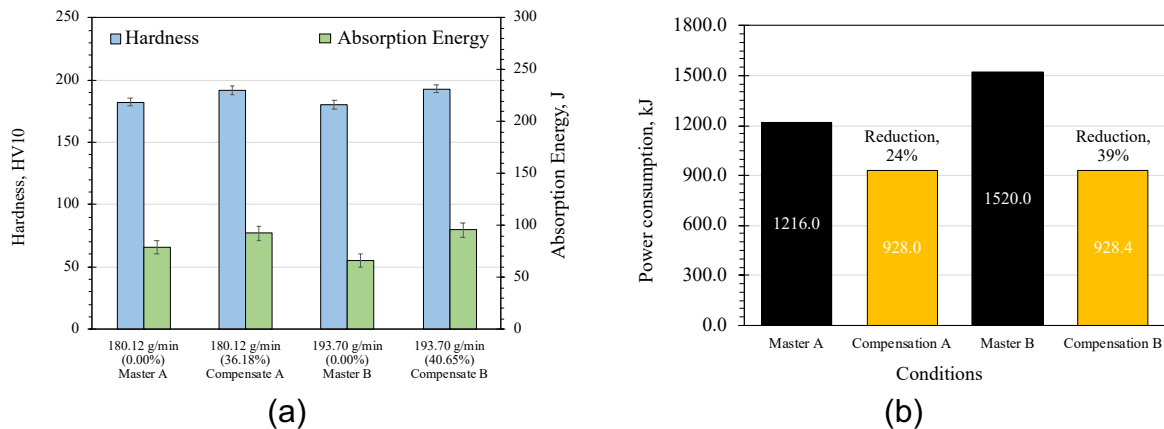 Hardness
Absorption Energy
250
200
150
100
50
0
Hardness, HV10
300
250
200
150
100
50
0
Absorption Energy, J
180.12 g/min
(0.00%)
Master A
180.12 g/min
(36.18%)
Compensate A
193.70 g/min
(0.00%)
Master B
193.70 g/min
(40.65%)
Compensate B
(a)
1800.0
1500.0
1200.0
900.0
600.0
300.0
0.0
Power consumption, kJ
1216.0
Reduction,
24%
928.0
1520.0
Reduction,
39%
928.4
Master A
Compensation A
Master B
Compensation B
Conditions
(b)